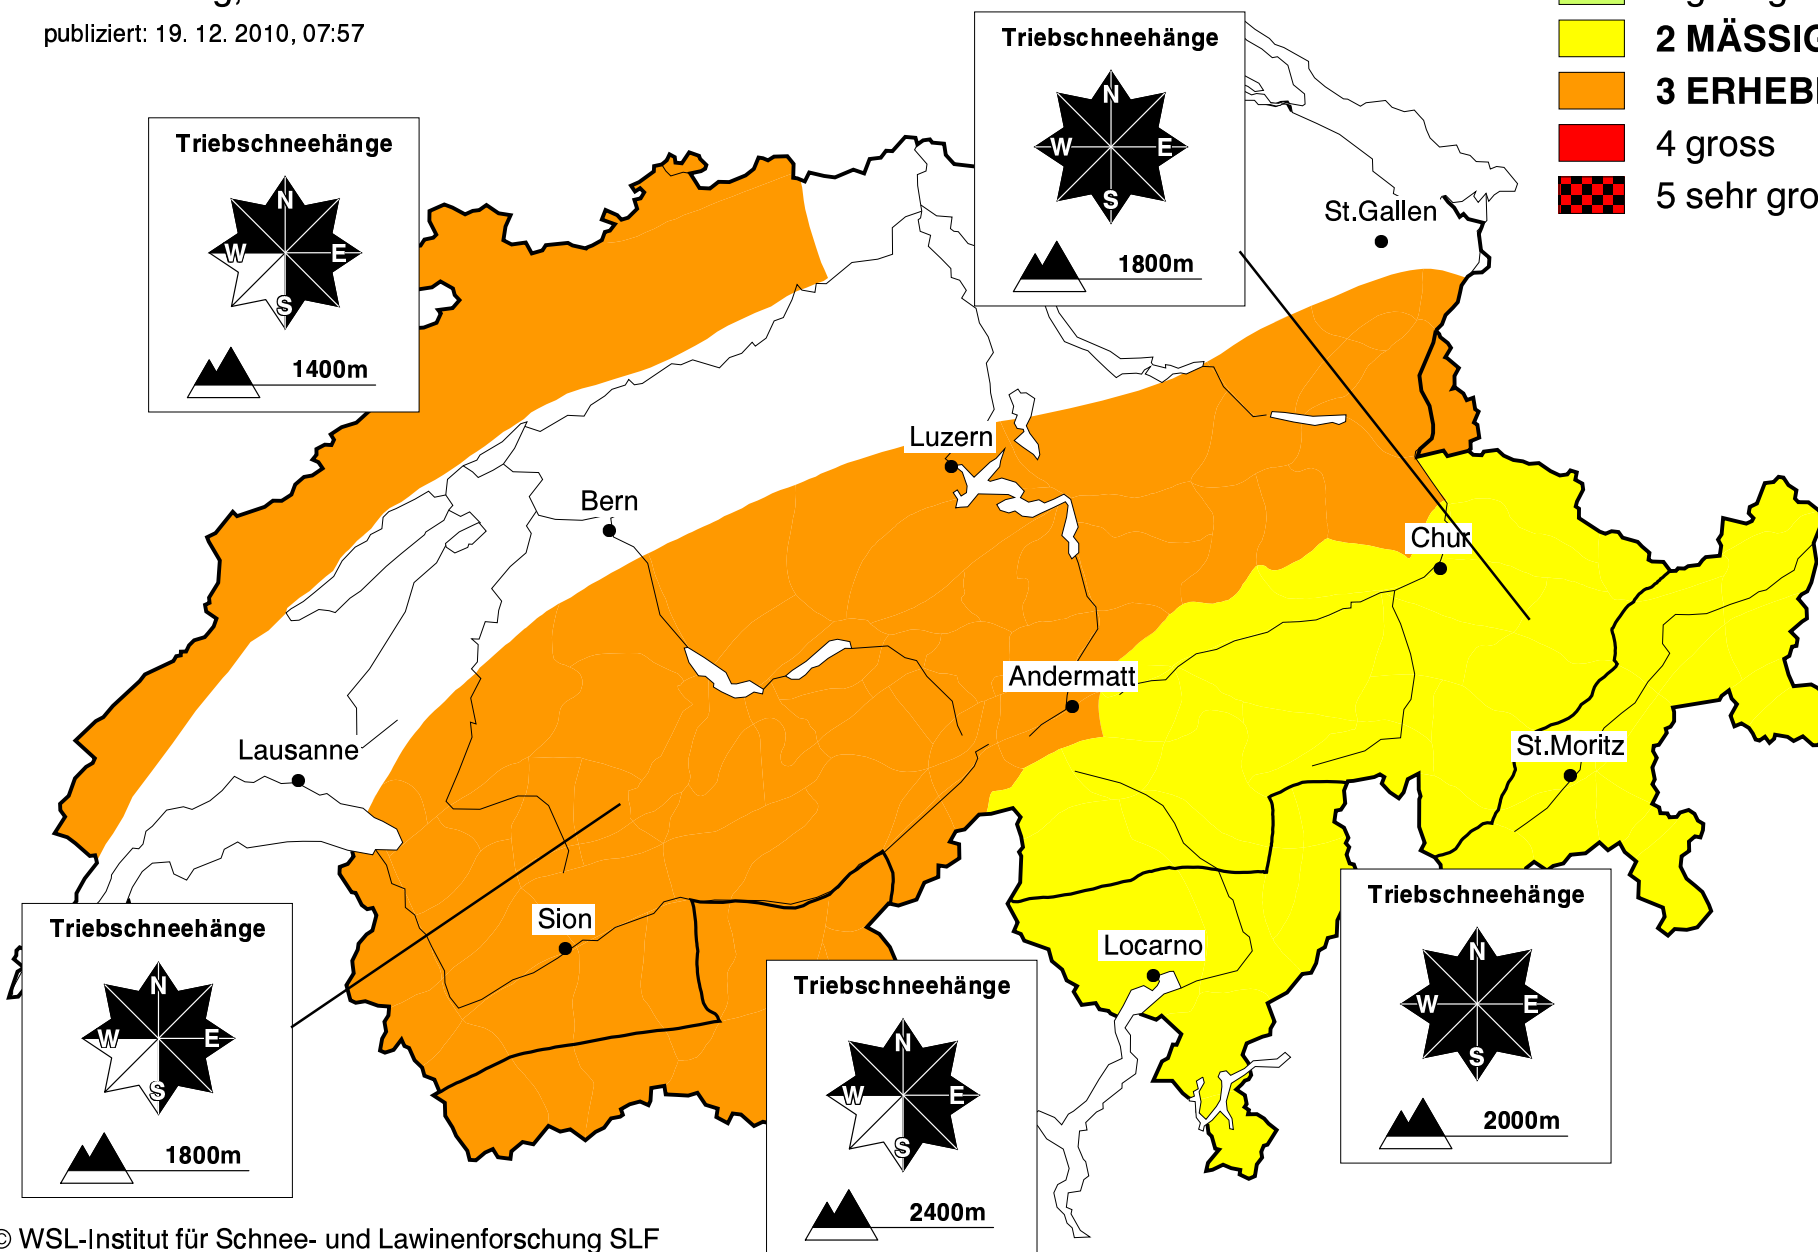 publiziert: 19. 12. 2010, 07:57
2 MÄSSIG
3 ERHEB
4 gross
5 sehr gro
Triebschneehänge
N
W E
S
1800m
Triebschneehänge
N
W E
S
1400m
St.Gallen
Luzern
Bern
Chur
Andermatt
Lausanne
St.Moritz
Sion
Locarno
Triebschneehänge
N
W E
S
1800m
Triebschneehänge
N
W E
S
2400m
Triebschneehänge
N
W E
S
2000m
© WSL-Institut für Schnee- und Lawinenforschung SLF